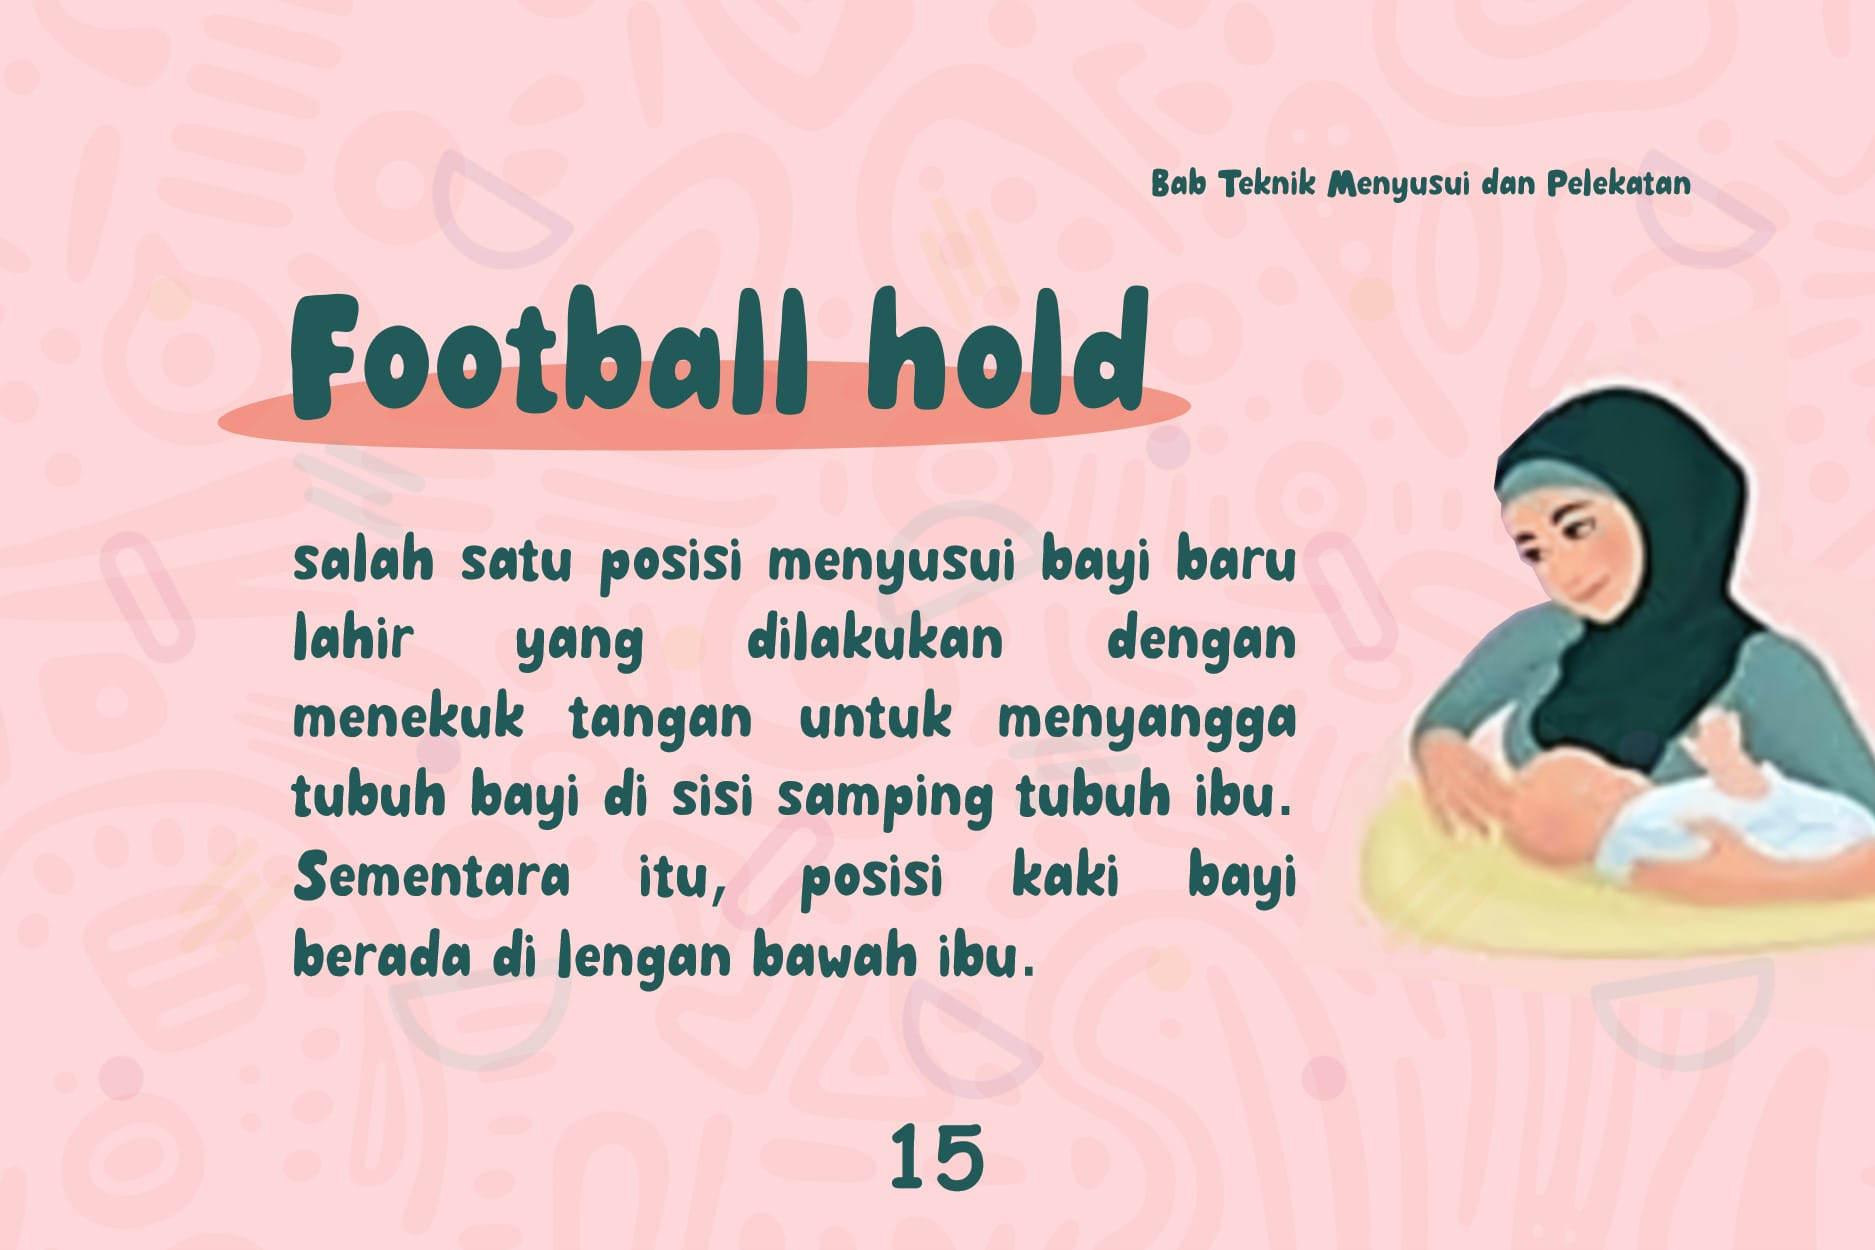 Bab Teknik Menyusui dan Pelekatan
Football hold
salah satu posisi menyusui bayi baru
lahir yang dilakukan dengan
menekuk tangan untuk menyangga
tubuh bayi di sisi samping tubuh ibu.
Sementara itu, posisi kaki bayi
berada di lengan bawah ibu.
15